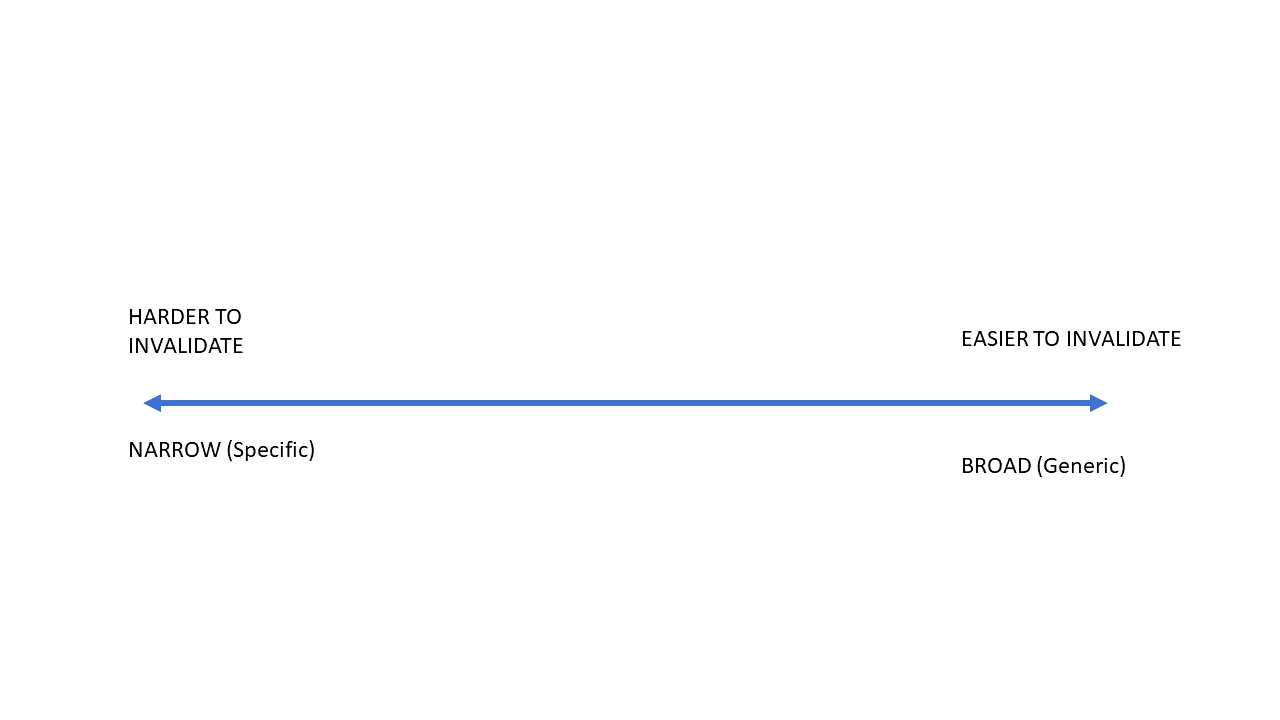 HARDER TO
INVALIDATE
EASIER TO INVALIDATE
NARROW (Specific)
BROAD (Generic)